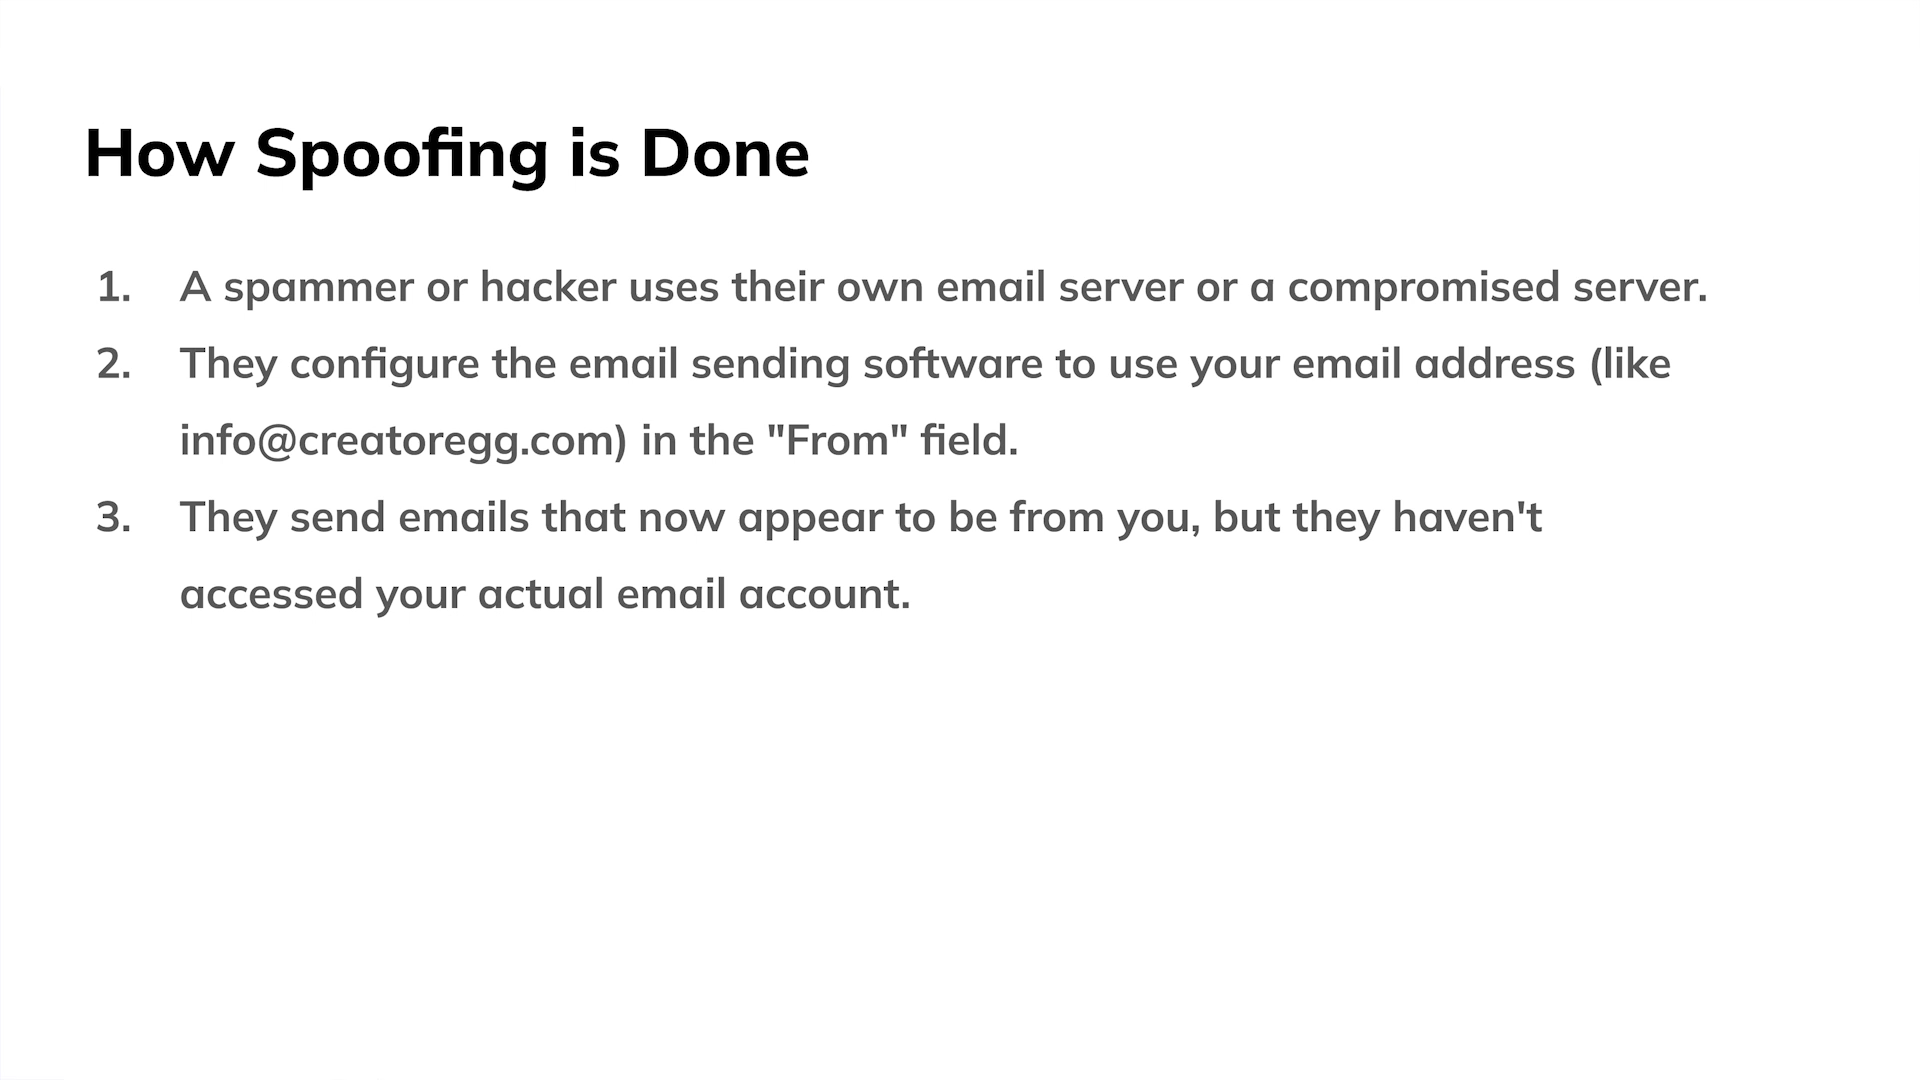 How Spoofing is Done
1. A spammer or hacker uses their own email server or a compromised server.
2. They configure the email sending software to use your email address (like
info@creatoregg.com) in the "From" field.
3. They send emails that now appear to be from you, but they haven't
accessed your actual email account.